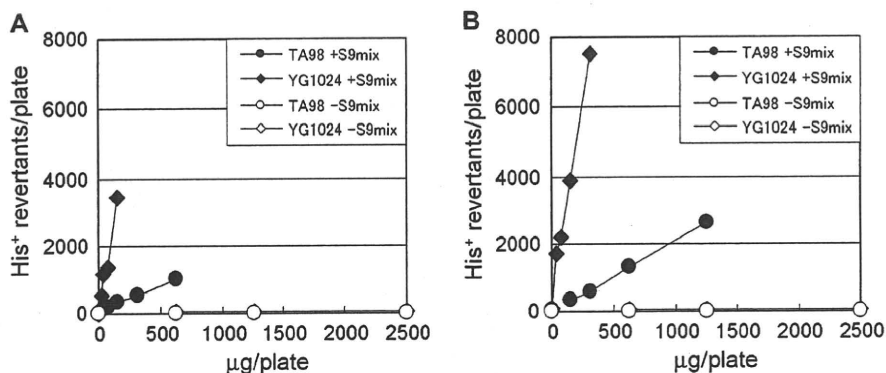 A
His⁺ revertants/plate
8000
6000
4000
2000
0
0 500 1000 1500 2000 2500
μg/plate
TA98 +S9mix
YG1024 +S9mix
TA98 −S9mix
YG1024 −S9mix
B
His⁺ revertants/plate
8000
6000
4000
2000
0
0 500 1000 1500 2000 2500
μg/plate
TA98 +S9mix
YG1024 +S9mix
TA98 −S9mix
YG1024 −S9mix